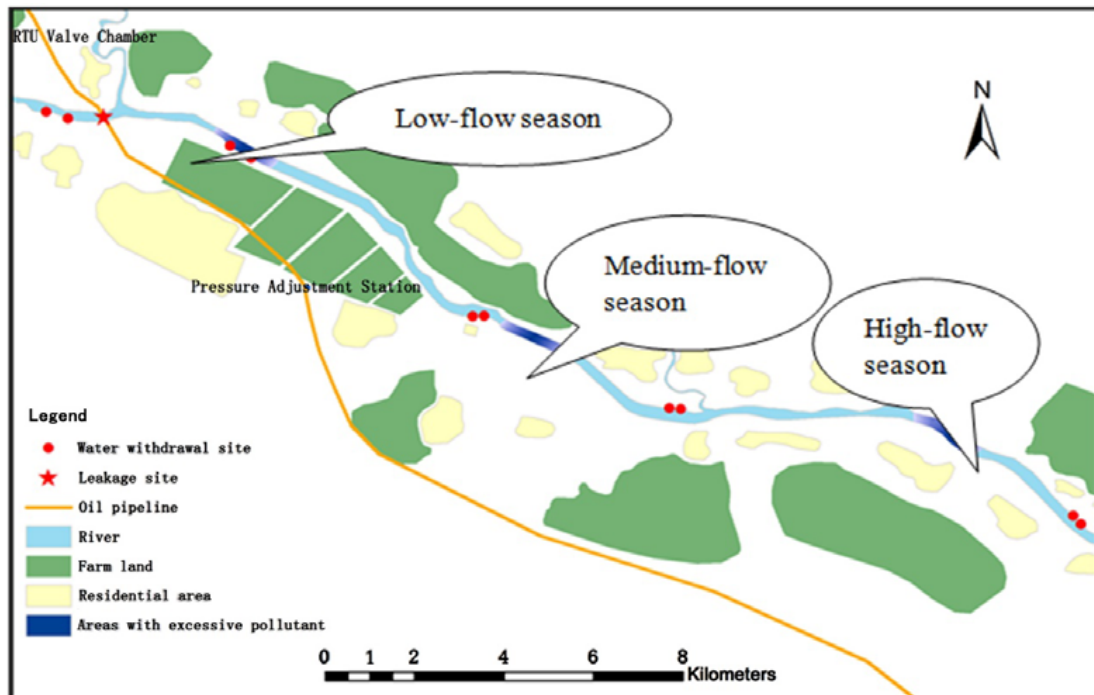 RTU Valve Chamber
Low-flow season
N
Medium-flow
season
High-flow
season
Pressure Adjustment Station
Legend
Water withdrawal site
Leakage site
Oil pipeline
River
Farm land
Residential area
Areas with excessive pollutant
0 1 2 4 6 8
Kilometers